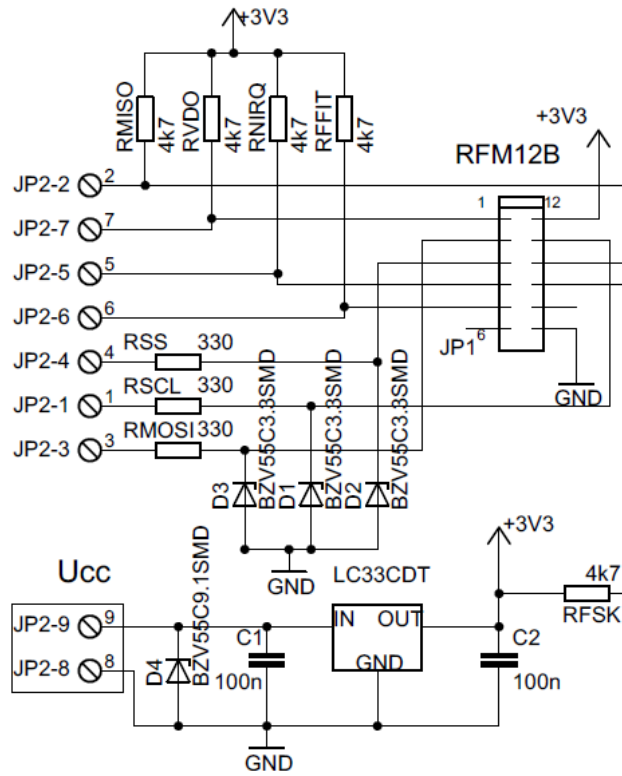 +3V3
RMISO 4k7 RVDO 4k7 RNIRQ 4k7 RFFIT 4k7
+3V3
RFM12B
JP2-2 2
1 12
JP2-7 7
JP2-5 5
JP2-6 6
JP1 6
JP2-4 4 RSS 330
GND
JP2-1 1 RSCL 330
JP2-3 3 RMOSI 330
D3 BZV55C3.3SMD D1 BZV55C3.3SMD D2 BZV55C3.3SMD
GND
+3V3
Ucc
LC33CDT
4k7
RFSK
JP2-9 9
IN OUT
D4 BZV55C9.1SMD
C1
100n
GND
C2
100n
JP2-8 8
GND